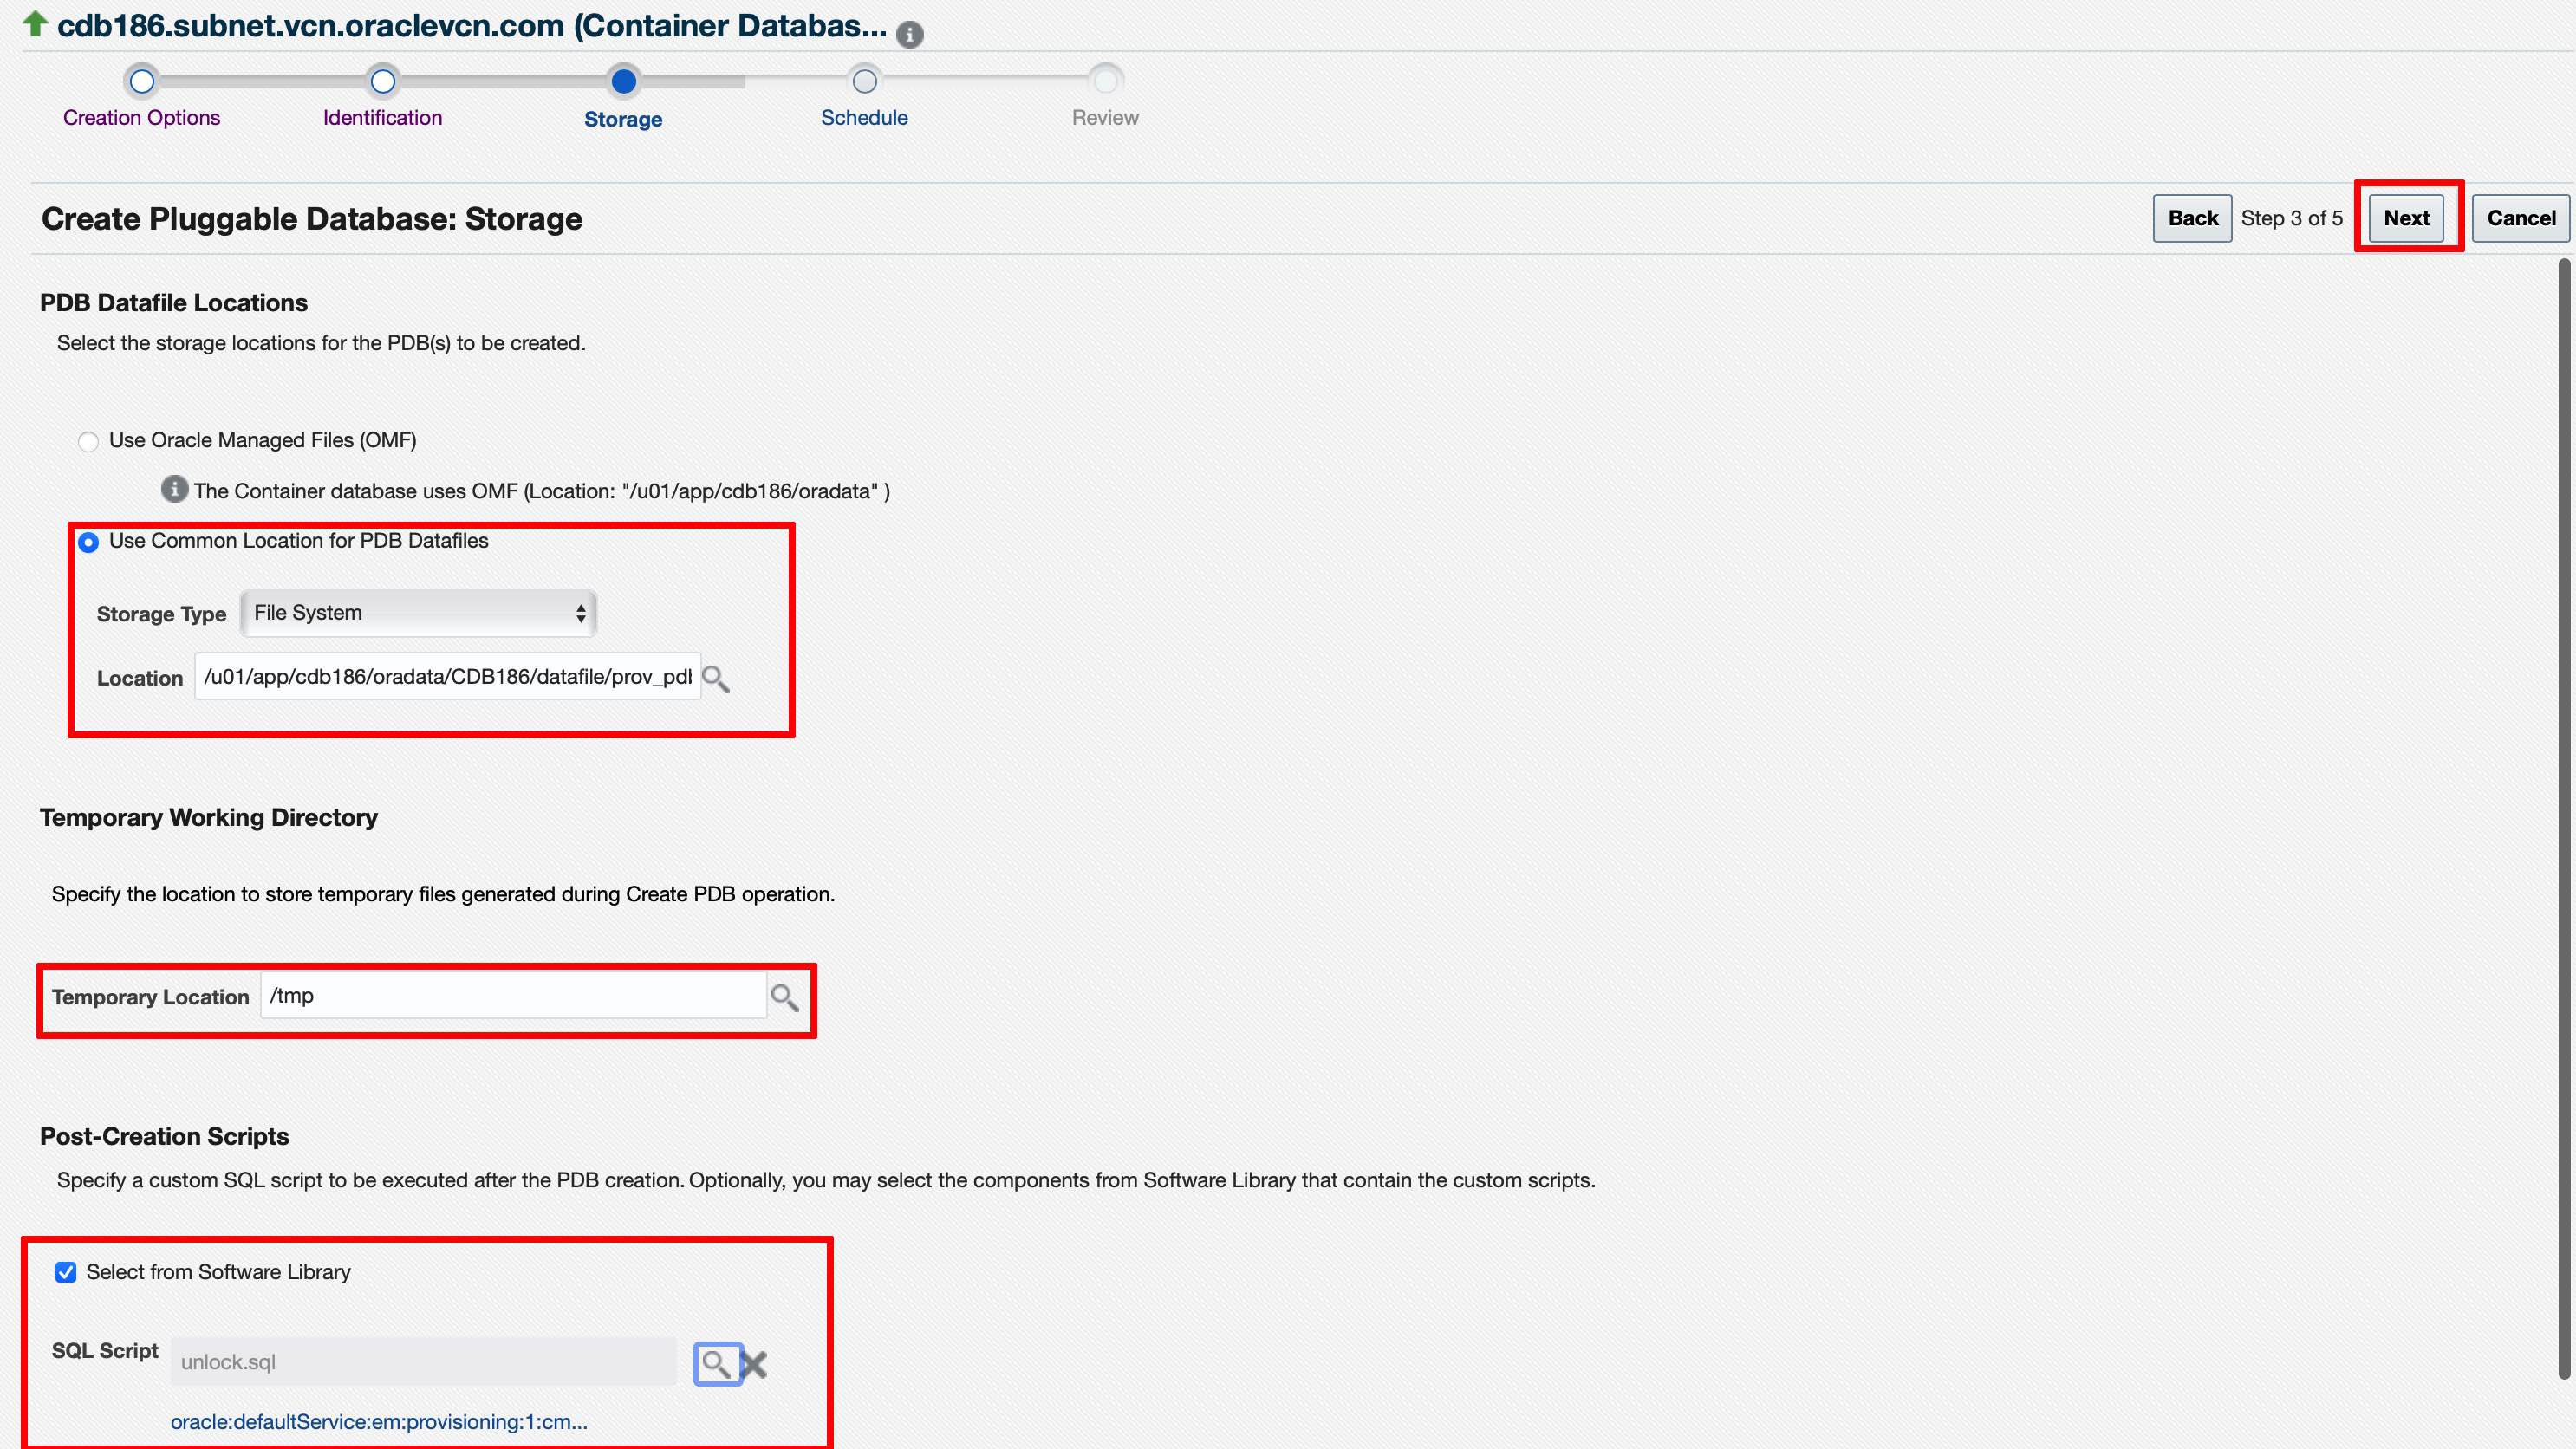 cdb186.subnet.vcn.oraclevcn.com (Container Databas...
Creation Options Identification Storage Schedule Review
Create Pluggable Database: Storage
Back Step 3 of 5 Next Cancel
PDB Datafile Locations
Select the storage locations for the PDB(s) to be created.
Use Oracle Managed Files (OMF)
The Container database uses OMF (Location: "/u01/app/cdb186/oradata" )
Use Common Location for PDB Datafiles
Storage Type File System
Location /u01/app/cdb186/oradata/CDB186/datafile/prov_pdb
Temporary Working Directory
Specify the location to store temporary files generated during Create PDB operation.
Temporary Location /tmp
Post-Creation Scripts
Specify a custom SQL script to be executed after the PDB creation. Optionally, you may select the components from Software Library that contain the custom scripts.
Select from Software Library
SQL Script unlock.sql
oracle:defaultService:em:provisioning:1:cm...